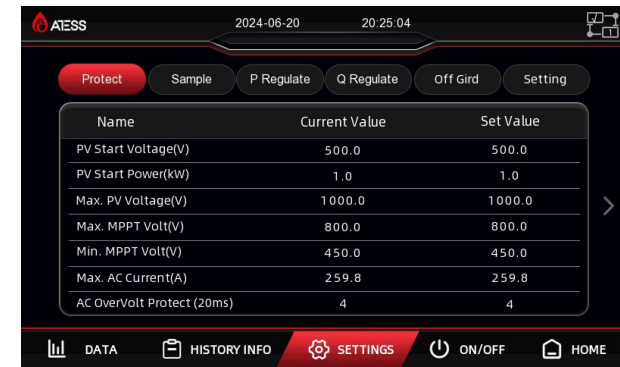 ATESS 2024-06-20 20:25:04
1
Protect Sample P Regulate Q Regulate Off Gird Setting
Name Current Value Set Value
PV Start Voltage(V) 500.0 500.0
PV Start Power(kW) 1.0 1.0
Max. PV Voltage(V) 1000.0 1000.0
Max. MPPT Volt(V) 800.0 800.0
Min. MPPT Volt(V) 450.0 450.0
Max. AC Current(A) 259.8 259.8
AC OverVolt Protect (20ms) 4 4
DATA HISTORY INFO SETTINGS ON/OFF HOME